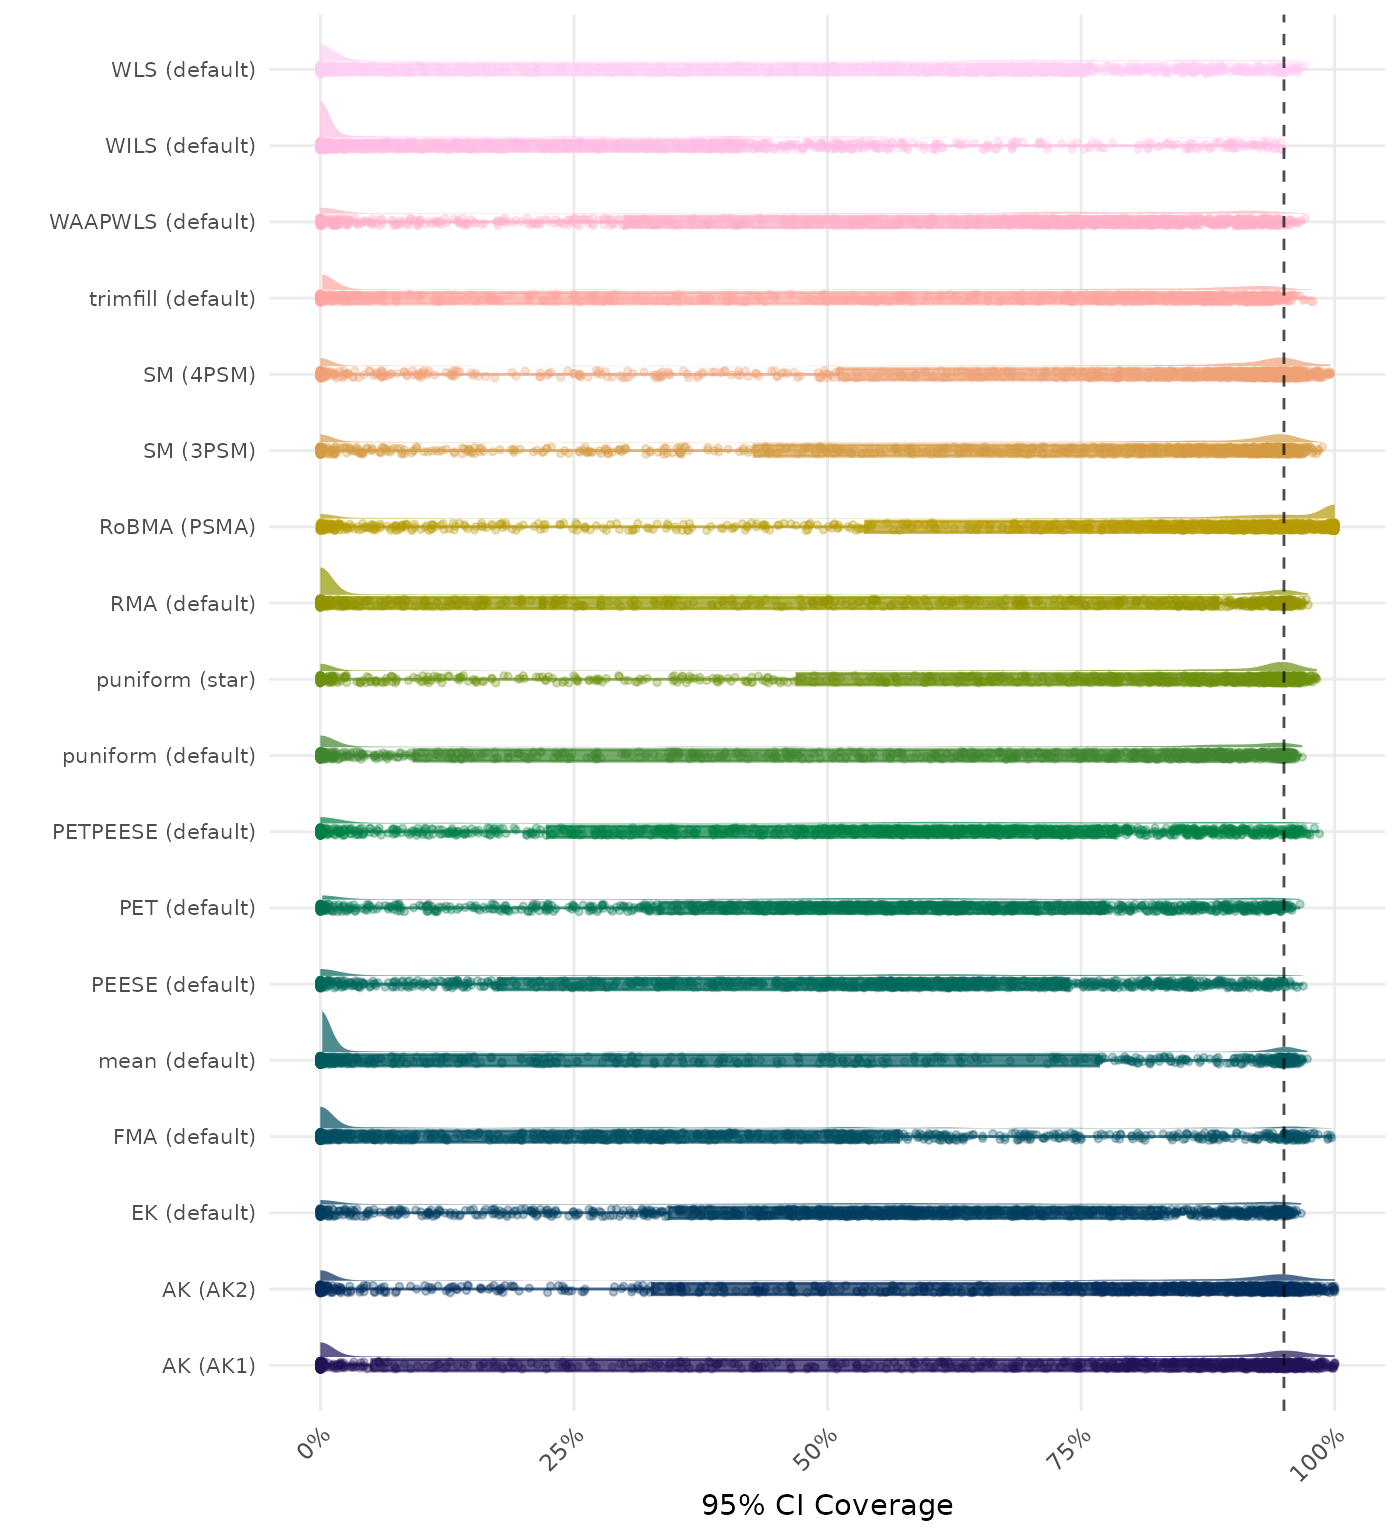 WLS (default)
WILS (default)
WAAPWLS (default)
trimfill (default)
SM (4PSM)
SM (3PSM)
RoBMA (PSMA)
RMA (default)
puniform (star)
puniform (default)
PETPEESE (default)
PET (default)
PEESE (default)
mean (default)
FMA (default)
EK (default)
AK (AK2)
AK (AK1)
0% 25% 50% 75% 100%
95% CI Coverage